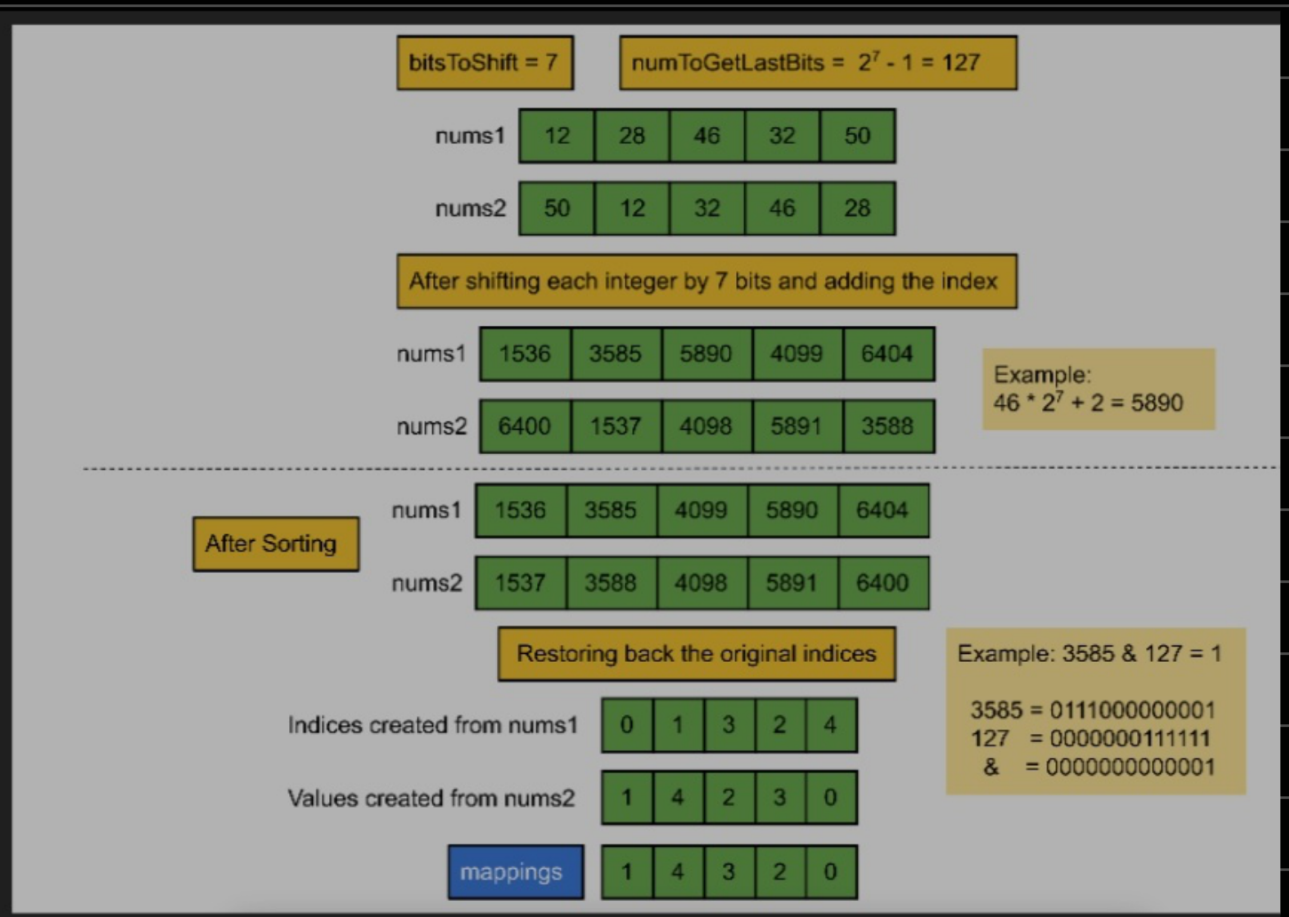 bitsToShift = 7
numToGetLastBits = 2⁷ - 1 = 127
nums1 12 28 46 32 50
nums2 50 12 32 46 28
After shifting each integer by 7 bits and adding the index
nums1 1536 3585 5890 4099 6404
nums2 6400 1537 4098 5891 3588
Example:
46 * 2⁷ + 2 = 5890
After Sorting
nums1 1536 3585 4099 5890 6404
nums2 1537 3588 4098 5891 6400
Restoring back the original indices
Indices created from nums1 0 1 3 2 4
Values created from nums2 1 4 2 3 0
mappings 1 4 3 2 0
Example: 3585 & 127 = 1
3585 = 0111000000001
127 = 0000000111111
& = 0000000000001